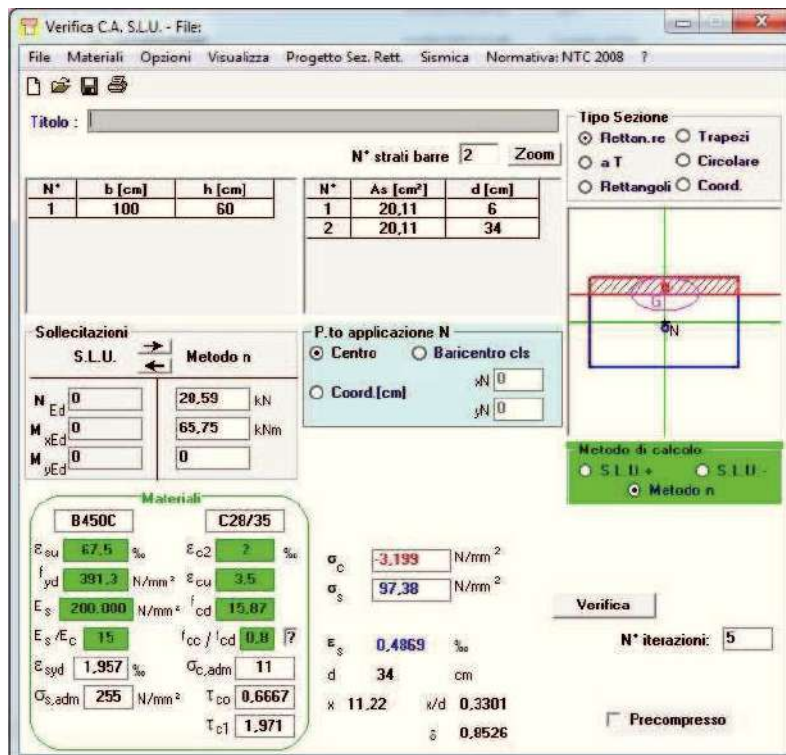 Verifica C.A. S.L.U. - File:
File Materiali Opzioni Visualizza Progetto Sez. Rett. Sismica Normativa: NTC 2008 ?
Titolo :
N° strati barre 2 Zoom
Tipo Sezione
Rettan.re Trapezi
a T Circolare
Rettangoli Coord.
N° b [cm] h [cm]
1 100 60
N° As [cm²] d [cm]
1 20,11 6
2 20,11 34
G
N
Sollecitazioni
S.L.U. Metodo n
N Ed 0 28,59 kN
M xEd 0 65,75 kNm
M yEd 0 0
P.to applicazione N
Centro Baricentro cls
Coord.[cm] xN 0
yN 0
Metodo di calcolo
S.L.U.+ S.L.U.-
Metodo n
Materiali
B450C C28/35
εsu 67,5 ‰ εc2 2 ‰
fyd 391,3 N/mm² εcu 3,5
Es 200.000 N/mm² fcd 15,87
Es/Ec 15 fcc / fcd 0,8 ?
εsyd 1,957 ‰ σc,adm 11
σs,adm 255 N/mm² τco 0,6667
τc1 1,971
σc -3,199 N/mm²
σs 97,38 N/mm²
εs 0,4869 ‰
d 34 cm
x 11,22 x/d 0,3301
δ 0,8526
Verifica
N° iterazioni: 5
Precompresso